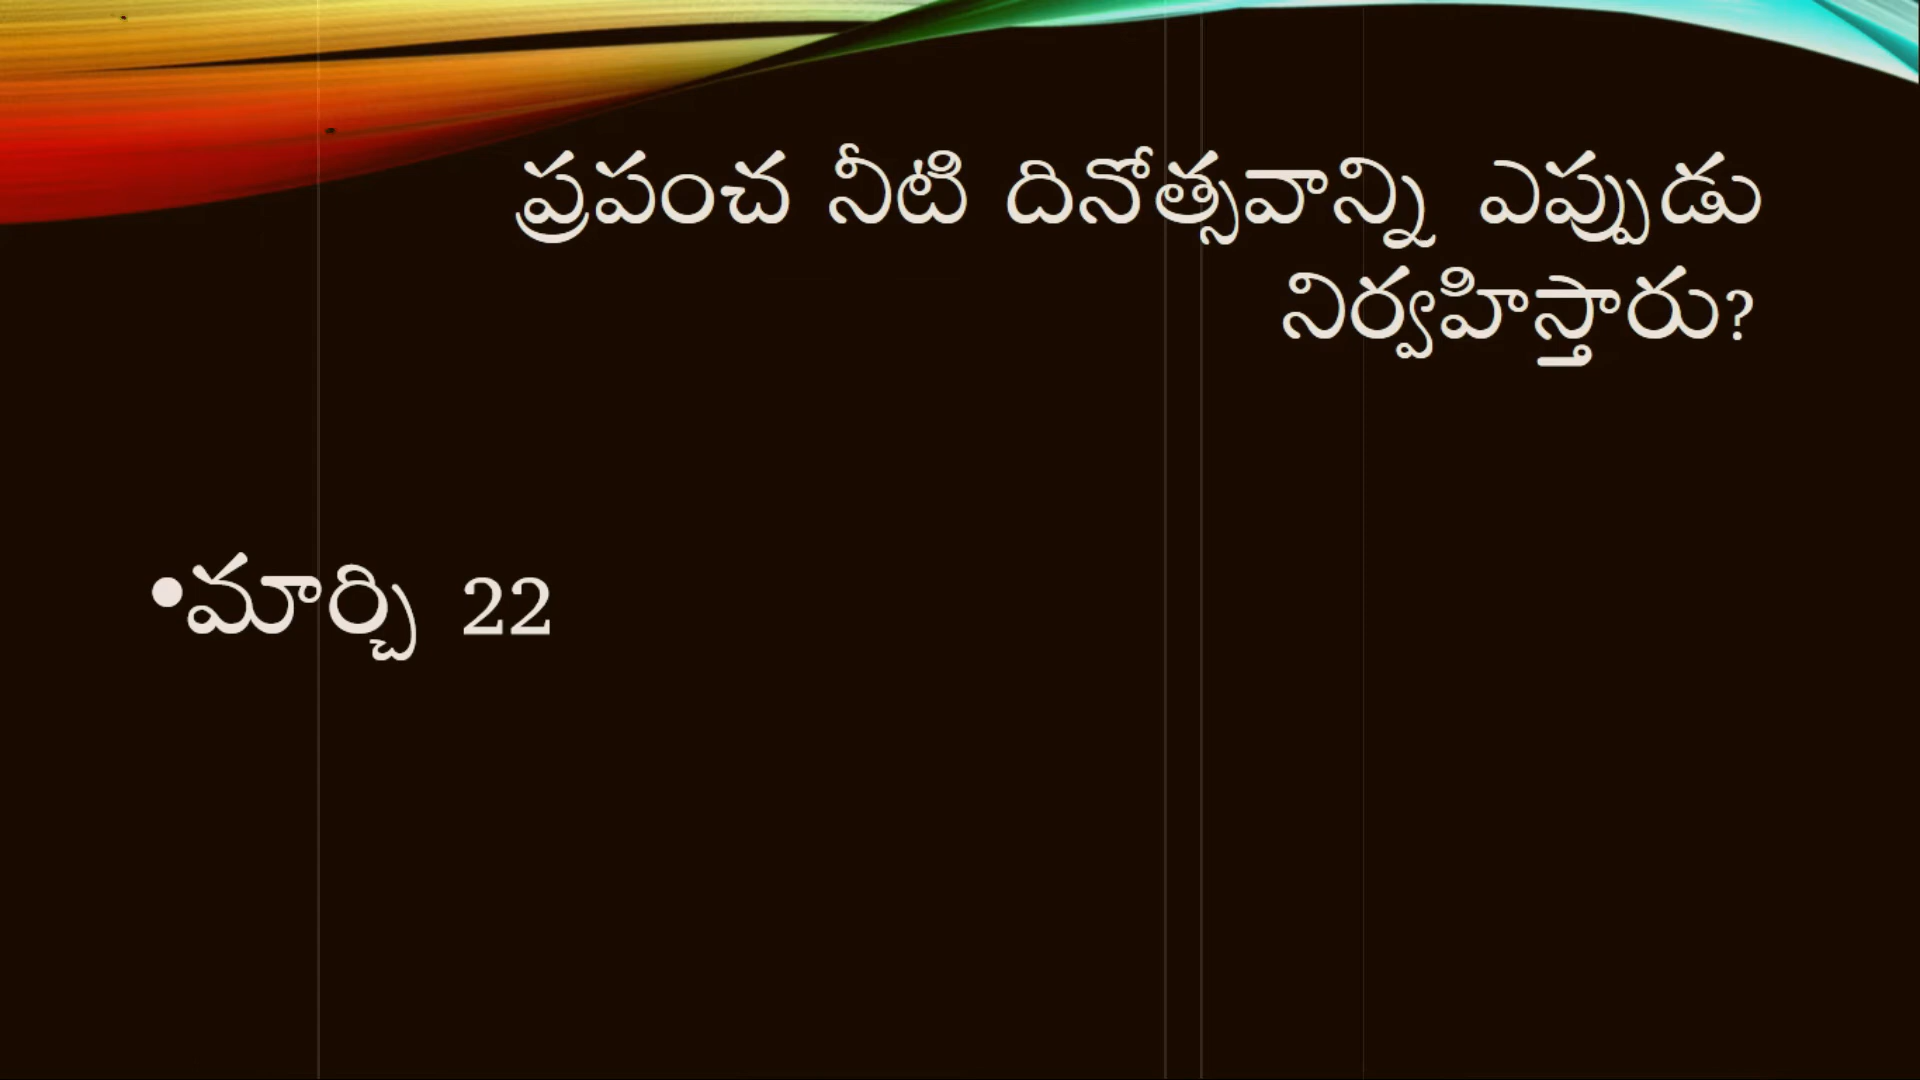 ప్రపంచ నీటి దినోత్సవాన్ని ఎప్పుడు
నిర్వహిస్తారు?
•మార్చి 22